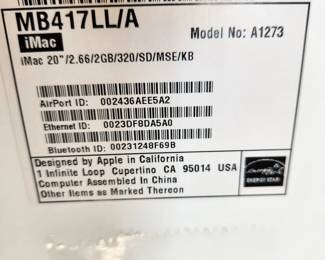 MB417LL/A
iMac
Model No: A1273
iMac 20"/2.66/2GB/320/SD/MSE/KB
AirPort ID: 002436AEE5A2
Ethernet ID: 0023DF8DA5A0
Bluetooth ID: 00231248F69B
Designed by Apple in California
1 Infinite Loop Cupertino CA 95014 USA
Computer Assembled In China
Other Items as Marked Thereon
ENERGY STAR